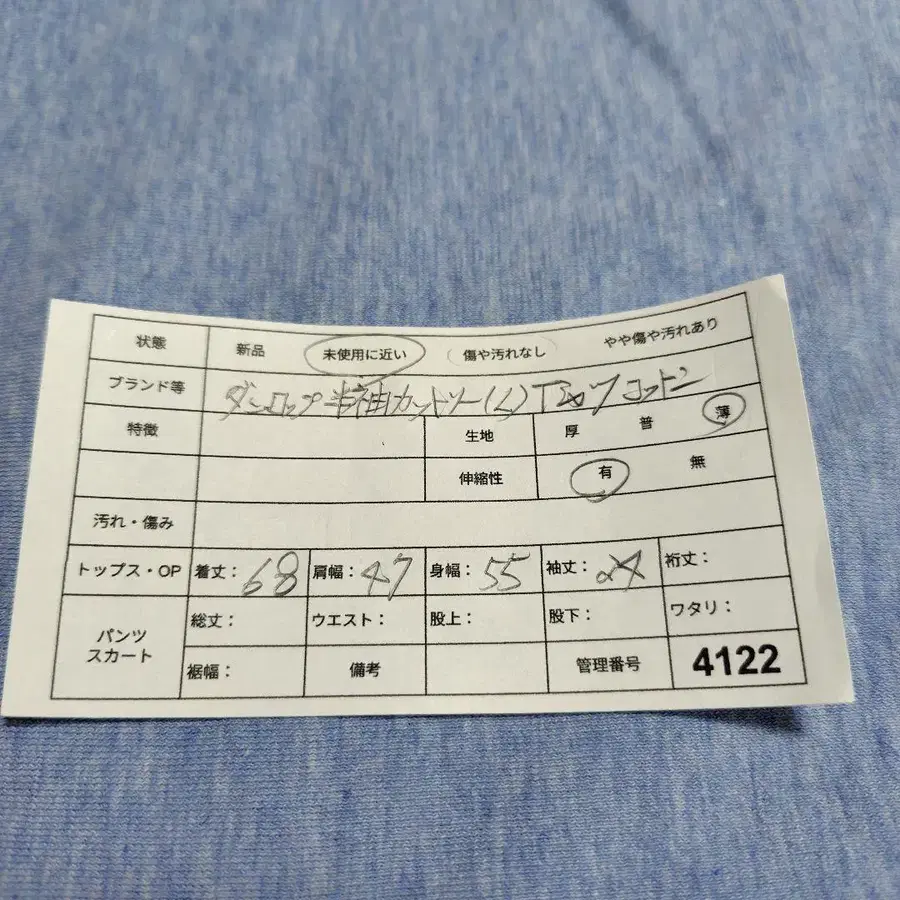 状態 新品 未使用に近い 傷や汚れなし やや傷や汚れあり
ブランド等 ダンロップ半袖カットソー(L)Tシャツコットン
特徴 生地 厚 普 薄
伸縮性 有 無
汚れ・傷み
トップス・OP 着丈:68 肩幅:47 身幅:55 袖丈:24 裄丈:
パンツ スカート 総丈: ウエスト: 股上: 股下: ワタリ:
裾幅: 備考 管理番号 4122